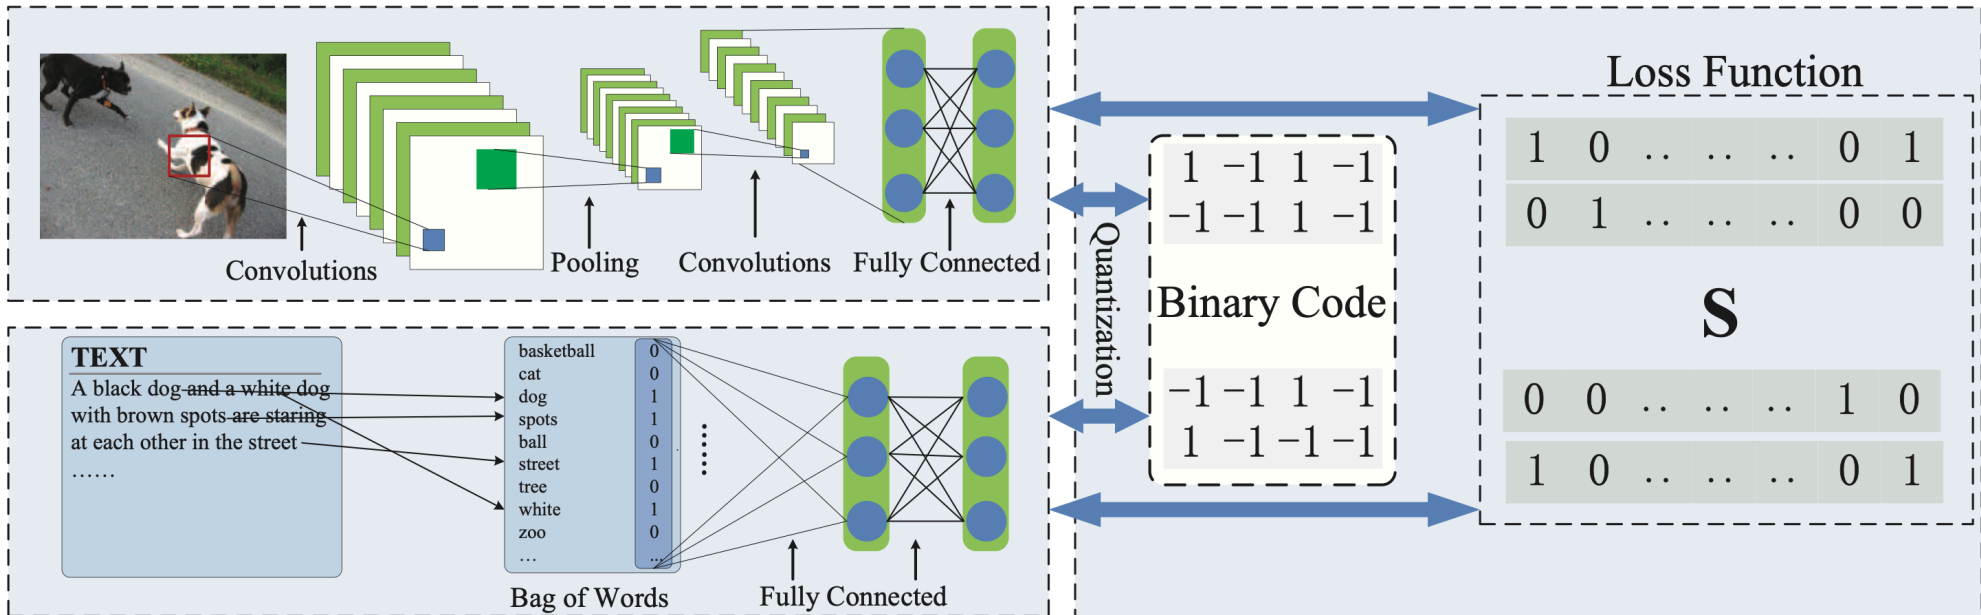 Convolutions
Pooling
Convolutions
Fully Connected
TEXT
A black dog and a white dog
with brown spots are staring
at each other in the street
......
basketball 0
cat 0
dog 1
spots 1
ball 0
street 1
tree 0
white 1
zoo 0
... ...
......
Bag of Words
Fully Connected
Quantization
1 -1 1 -1
-1 -1 1 -1
Binary Code
-1 -1 1 -1
1 -1 -1 -1
Loss Function
1 0 .. .. .. 0 1
0 1 .. .. .. 0 0
S
0 0 .. .. .. 1 0
1 0 .. .. .. 0 1